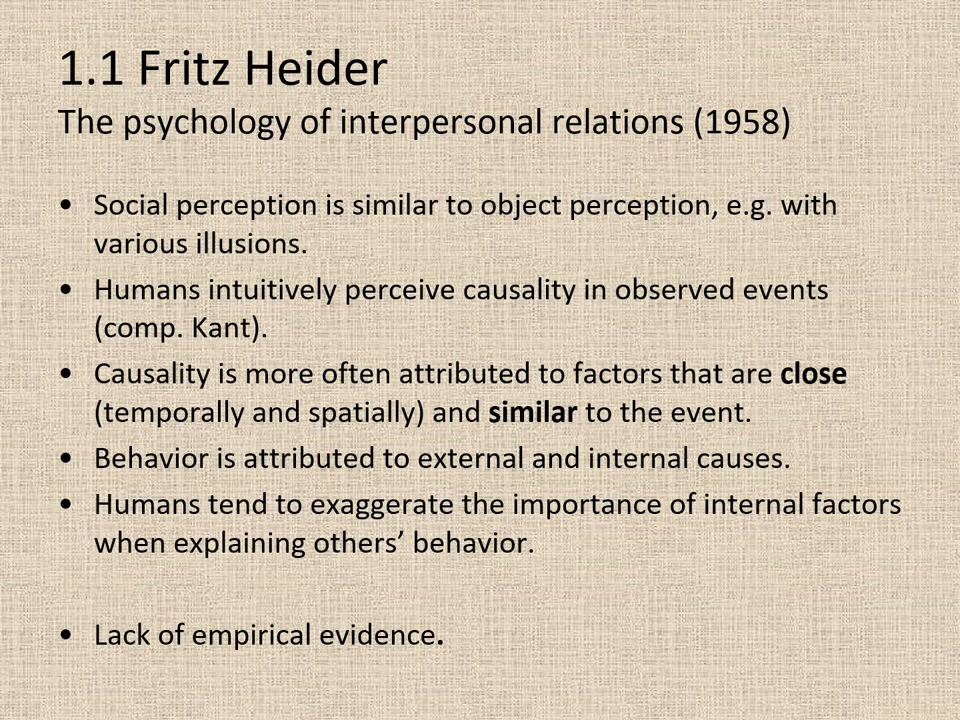 1.1 Fritz Heider
The psychology of interpersonal relations (1958)
• Social perception is similar to object perception, e.g. with
various illusions.
• Humans intuitively perceive causality in observed events
(comp. Kant).
• Causality is more often attributed to factors that are close
(temporally and spatially) and similar to the event.
• Behavior is attributed to external and internal causes.
• Humans tend to exaggerate the importance of internal factors
when explaining others’ behavior.
• Lack of empirical evidence.